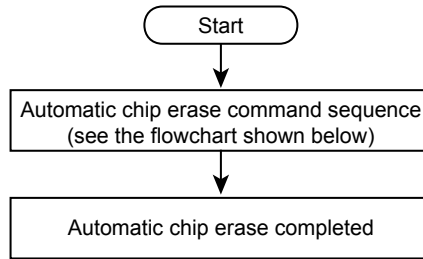 Start
Automatic chip erase command sequence
(see the flowchart shown below)
Automatic chip erase completed